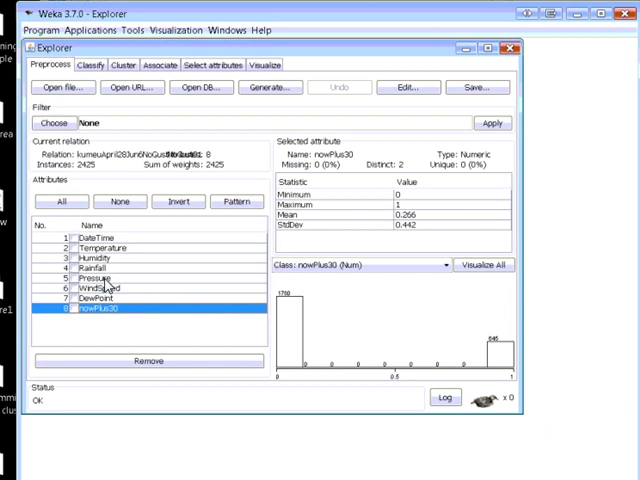 Weka 3.7.0 - Explorer
Program Applications Tools Visualization Windows Help
Explorer
Preprocess Classify Cluster Associate Select attributes Visualize
Open file... Open URL... Open DB... Generate... Undo Edit... Save...
Filter
Choose None Apply
Current relation
Instances: 2425 Sum of weights: 2425
Attributes
All None Invert Pattern
No. Name
1 DateTime
2 Temperature
3 Humidity
4 Rainfall
5 Pressure
6 WindSpeed
7 DewPoint
8 nowPlus30
Remove
Selected attribute
Name: nowPlus30 Type: Numeric
Missing: 0 (0%) Distinct: 2 Unique: 0 (0%)
Statistic Value
Minimum 0
Maximum 1
Mean 0.266
StdDev 0.442
Class: nowPlus30 (Num) Visualize All
1780
0 0 0 0 0 0
645
0 0.5 1
Status
OK
Log x 0